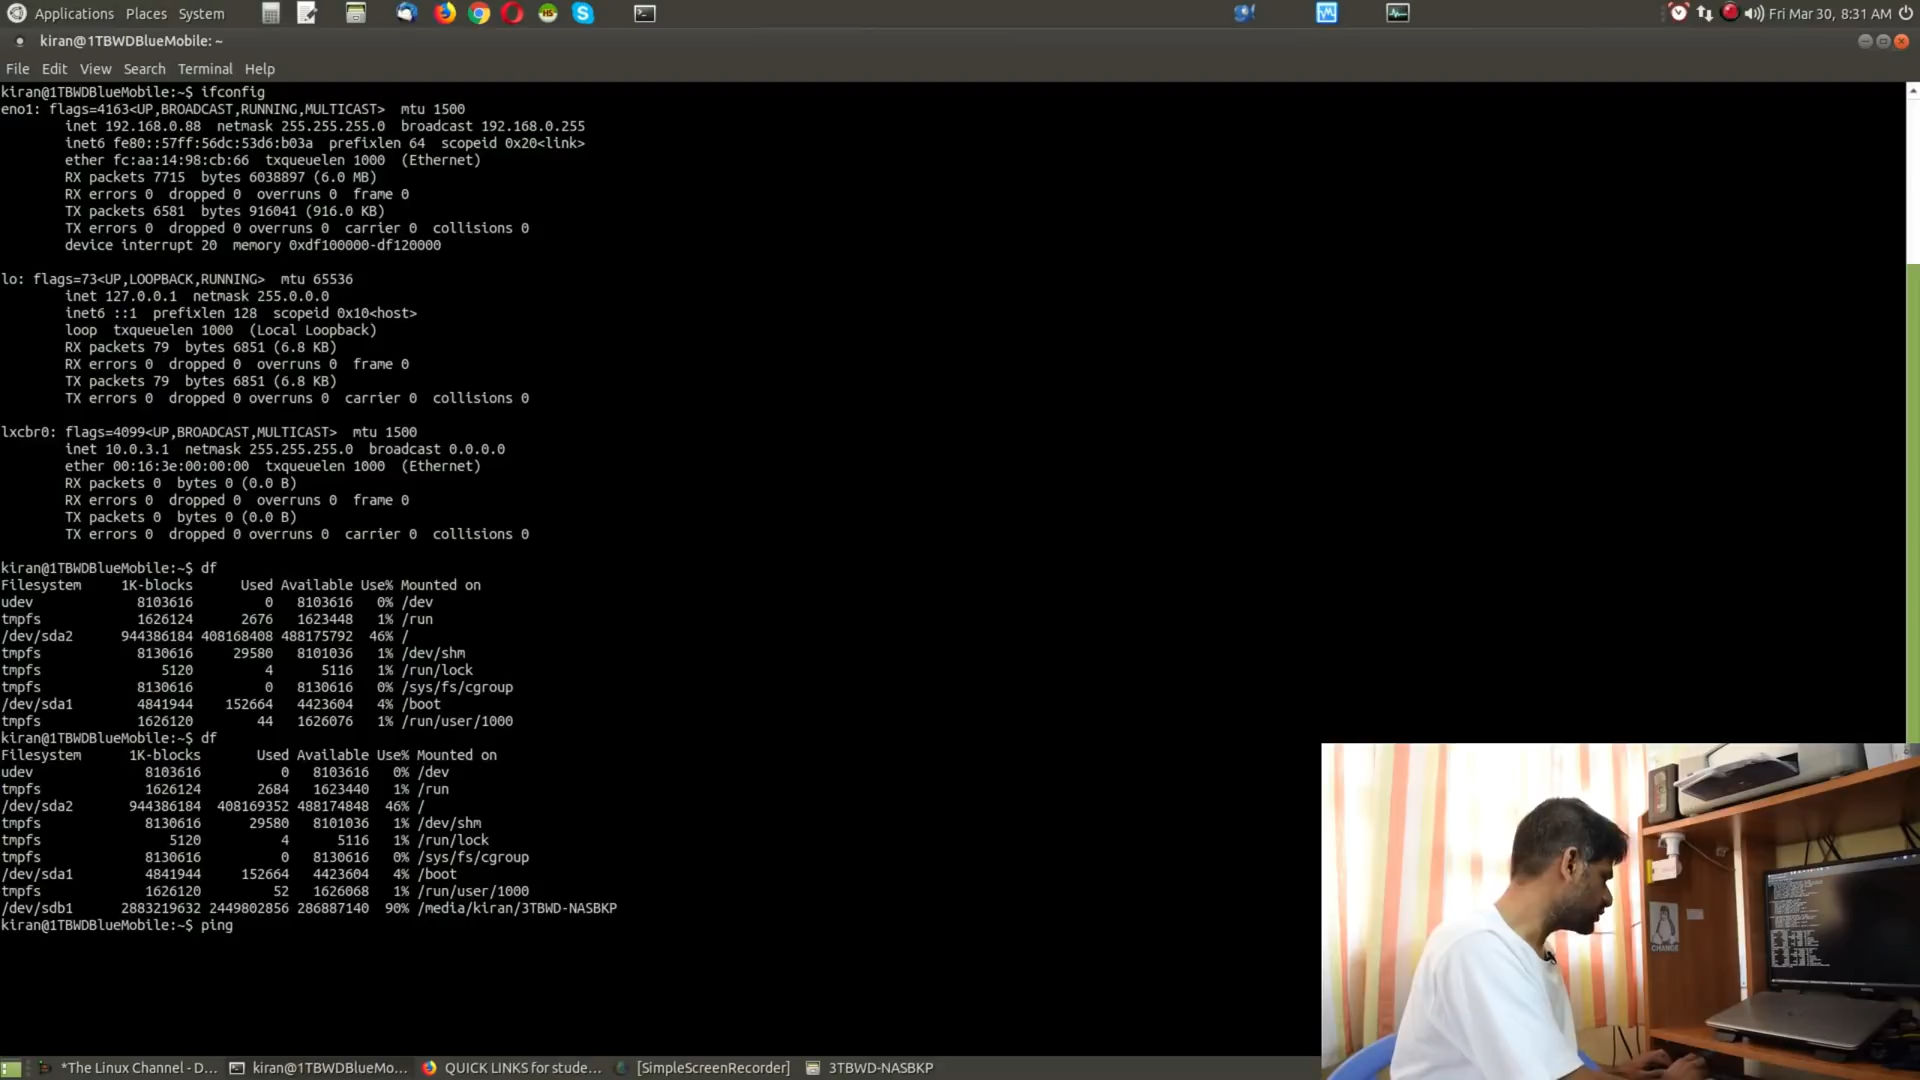 Applications Places System
Fri Mar 30, 8:31 AM
kiran@1TBWDBlueMobile: ~
File Edit View Search Terminal Help
kiran@1TBWDBlueMobile:~$ ifconfig
eno1: flags=4163<UP,BROADCAST,RUNNING,MULTICAST>  mtu 1500
        inet 192.168.0.88  netmask 255.255.255.0  broadcast 192.168.0.255
        inet6 fe80::57ff:56dc:53d6:b03a  prefixlen 64  scopeid 0x20<link>
        ether fc:aa:14:98:cb:66  txqueuelen 1000  (Ethernet)
        RX packets 7715  bytes 6038897 (6.0 MB)
        RX errors 0  dropped 0  overruns 0  frame 0
        TX packets 6581  bytes 916041 (916.0 KB)
        TX errors 0  dropped 0 overruns 0  carrier 0  collisions 0
        device interrupt 20  memory 0xdf100000-df120000
lo: flags=73<UP,LOOPBACK,RUNNING>  mtu 65536
        inet 127.0.0.1  netmask 255.0.0.0
        inet6 ::1  prefixlen 128  scopeid 0x10<host>
        loop  txqueuelen 1000  (Local Loopback)
        RX packets 79  bytes 6851 (6.8 KB)
        RX errors 0  dropped 0  overruns 0  frame 0
        TX packets 79  bytes 6851 (6.8 KB)
        TX errors 0  dropped 0 overruns 0  carrier 0  collisions 0
lxcbr0: flags=4099<UP,BROADCAST,MULTICAST>  mtu 1500
        inet 10.0.3.1  netmask 255.255.255.0  broadcast 0.0.0.0
        ether 00:16:3e:00:00:00  txqueuelen 1000  (Ethernet)
        RX packets 0  bytes 0 (0.0 B)
        RX errors 0  dropped 0  overruns 0  frame 0
        TX packets 0  bytes 0 (0.0 B)
        TX errors 0  dropped 0 overruns 0  carrier 0  collisions 0
kiran@1TBWDBlueMobile:~$ df
Filesystem     1K-blocks      Used Available Use% Mounted on
udev             8103616         0   8103616   0% /dev
tmpfs            1626124      2676   1623448   1% /run
/dev/sda2      944386184 408168408 488175792  46% /
tmpfs            8130616     29580   8101036   1% /dev/shm
tmpfs               5120         4      5116   1% /run/lock
tmpfs            8130616         0   8130616   0% /sys/fs/cgroup
/dev/sda1        4841944    152664   4423604   4% /boot
tmpfs            1626120        44   1626076   1% /run/user/1000
kiran@1TBWDBlueMobile:~$ df
Filesystem      1K-blocks       Used Available Use% Mounted on
udev              8103616          0   8103616   0% /dev
tmpfs             1626124       2684   1623440   1% /run
/dev/sda2       944386184  408169352 488174848  46% /
tmpfs             8130616      29580   8101036   1% /dev/shm
tmpfs                5120          4      5116   1% /run/lock
tmpfs             8130616          0   8130616   0% /sys/fs/cgroup
/dev/sda1         4841944     152664   4423604   4% /boot
tmpfs             1626120         52   1626068   1% /run/user/1000
/dev/sdb1      2883219632 2449802856 286887140  90% /media/kiran/3TBWD-NASBKP
kiran@1TBWDBlueMobile:~$ ping
CHANGE
*The Linux Channel - D...
kiran@1TBWDBlueMo...
QUICK LINKS for stude...
[SimpleScreenRecorder]
3TBWD-NASBKP